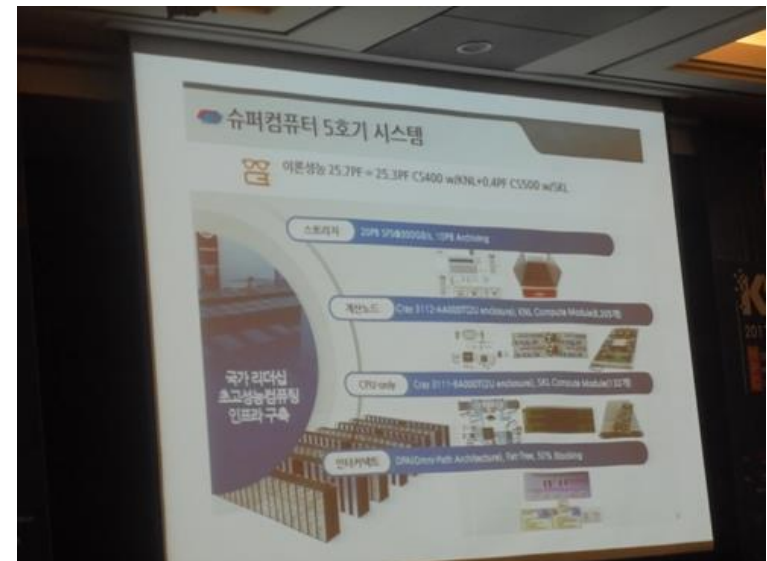 슈퍼컴퓨터 5호기 시스템
이론성능 25.7PF = 25.3PF CS400 w/KNL+0.4PF CS500 w/SKL
스토리지
20PB SFS@300GB/s, 10PB Archiving
계산노드
Cray 3112-AA000T(2U enclosure), KNL Compute Module(8,305개)
CPU-only
Cray 3111-BA000T(2U enclosure), SKL Compute Module(132개)
인터커넥트
OPA(Omni-Path Architecture), Fat-Tree, 50% Blocking
국가 리더십
초고성능컴퓨팅
인프라 구축
K
201